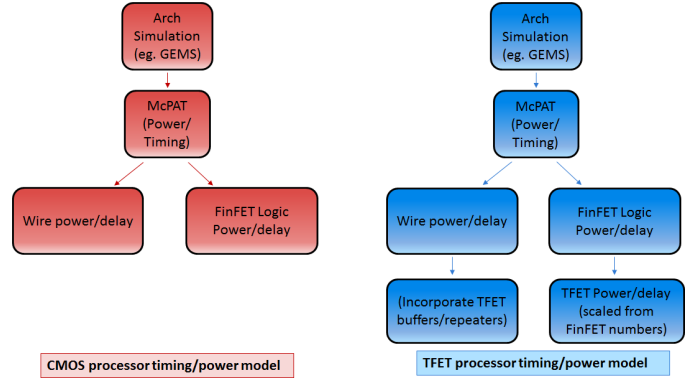 Arch
Simulation
(eg. GEMS)
McPAT
(Power/
Timing)
Wire power/delay
FinFET Logic
Power/delay
CMOS processor timing/power model
Arch
Simulation
(eg. GEMS)
McPAT
(Power/
Timing)
Wire power/delay
FinFET Logic
Power/delay
(Incorporate TFET
buffers/repeaters)
TFET Power/delay
(scaled from
FinFET numbers)
TFET processor timing/power model